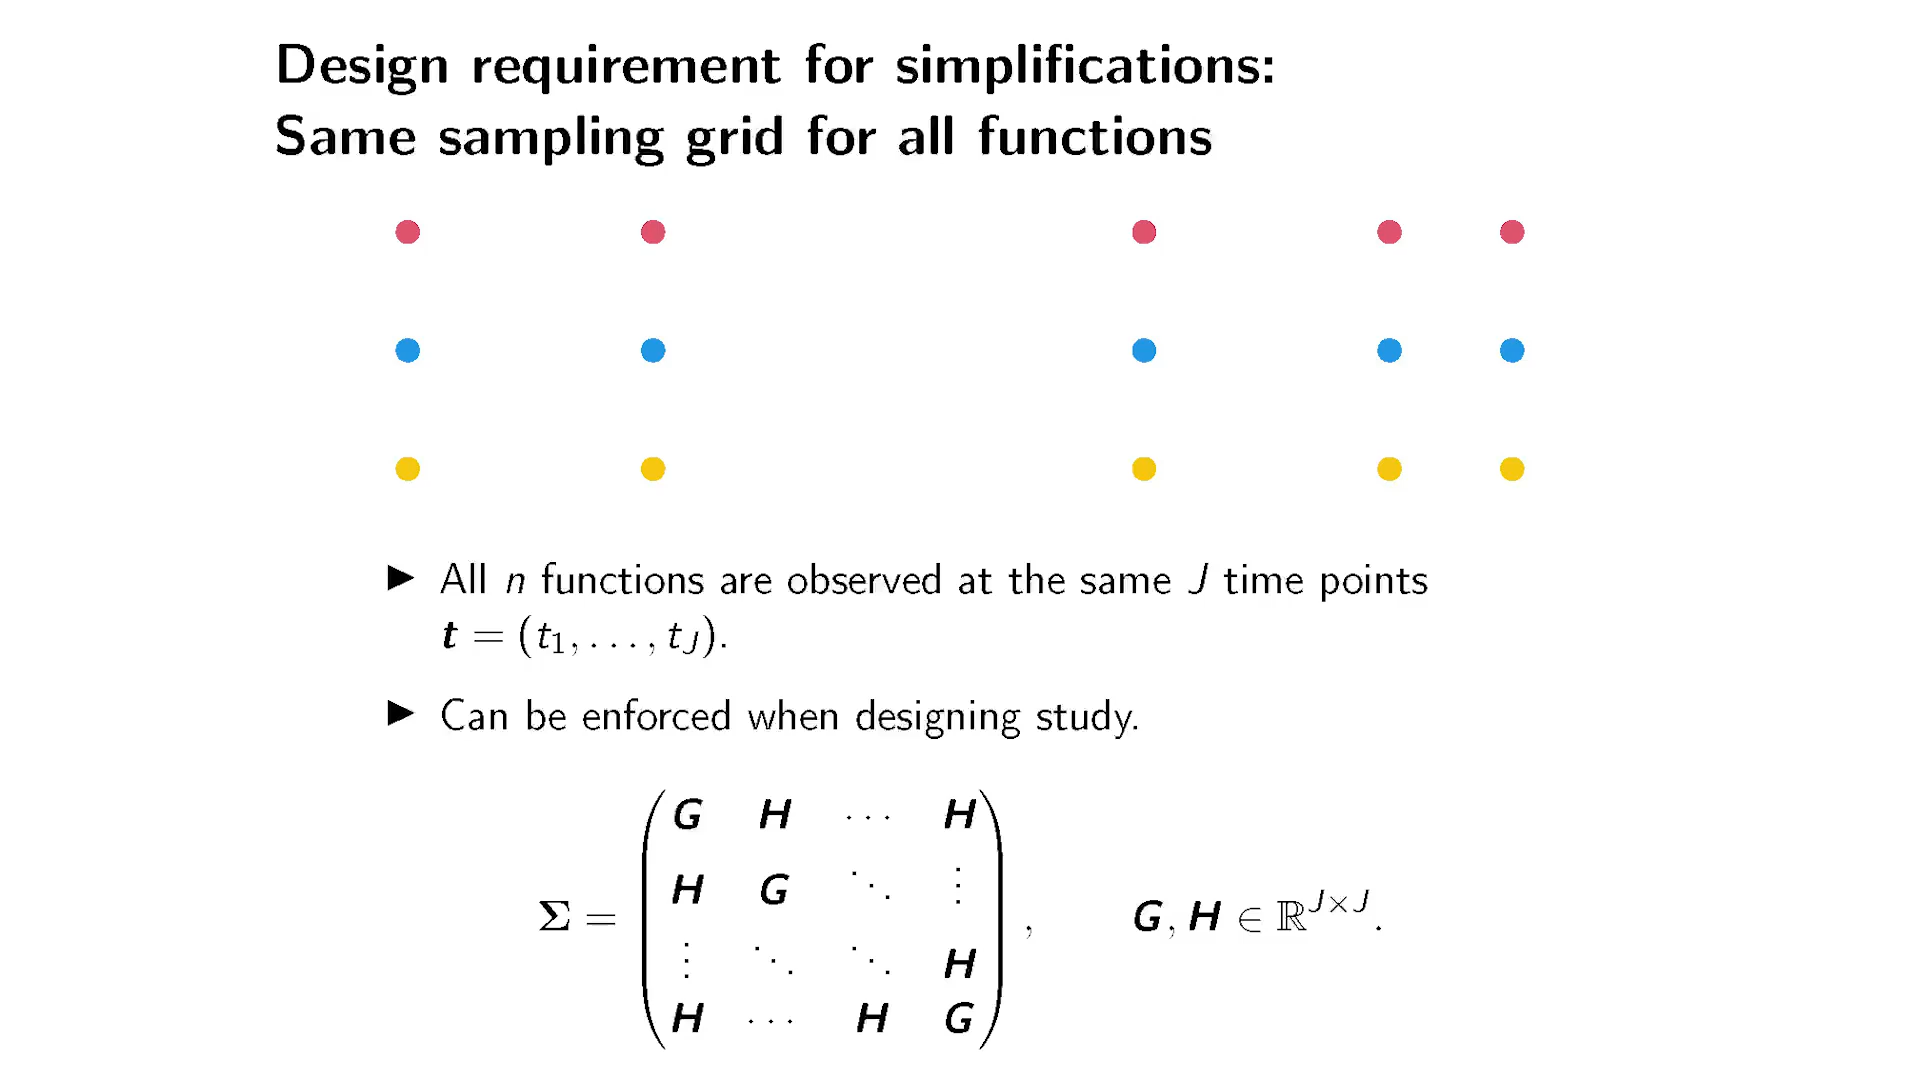 Design requirement for simplifications:
Same sampling grid for all functions
▶ All n functions are observed at the same J time points
t = (t₁, . . . , t_J).
▶ Can be enforced when designing study.
G H ⋯ H
H G ⋱ ⋮
Σ = , G, H ∈ ℝ^{J×J}.
⋮ ⋱ ⋱ H
H ⋯ H G